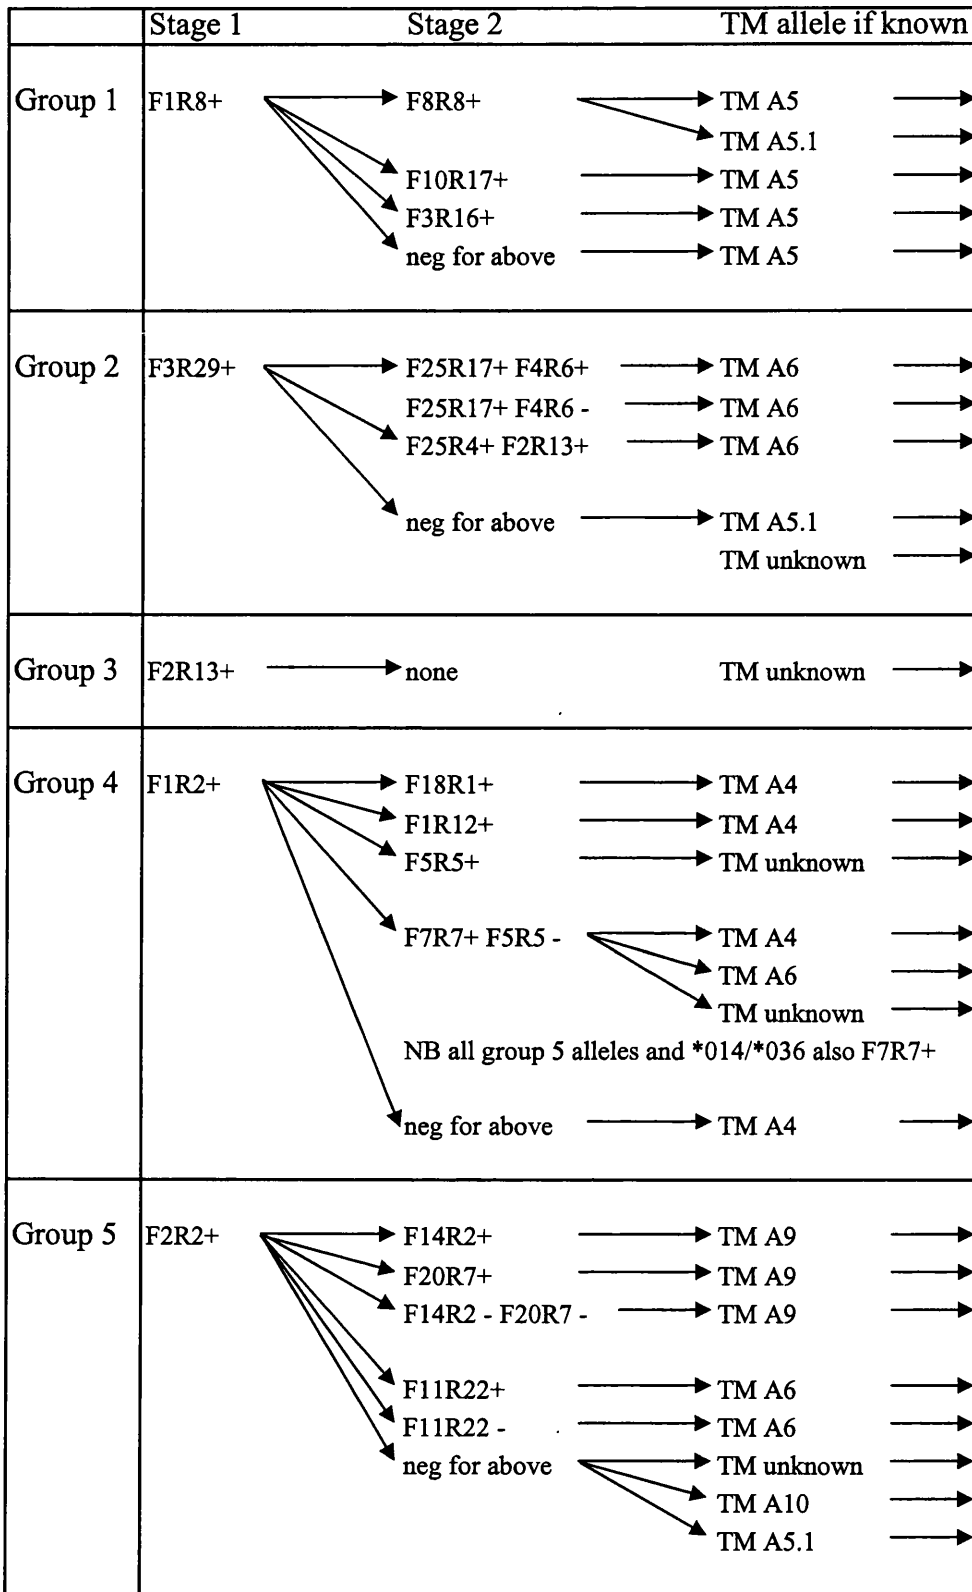 Stage 1 Stage 2 TM allele if known
Group 1 F1R8+ F8R8+ TM A5
TM A5.1
F10R17+ TM A5
F3R16+ TM A5
neg for above TM A5
Group 2 F3R29+ F25R17+ F4R6+ TM A6
F25R17+ F4R6 - TM A6
F25R4+ F2R13+ TM A6
neg for above TM A5.1
TM unknown
Group 3 F2R13+ none TM unknown
Group 4 F1R2+ F18R1+ TM A4
F1R12+ TM A4
F5R5+ TM unknown
F7R7+ F5R5 - TM A4
TM A6
TM unknown
NB all group 5 alleles and *014/*036 also F7R7+
neg for above TM A4
Group 5 F2R2+ F14R2+ TM A9
F20R7+ TM A9
F14R2 - F20R7 - TM A9
F11R22+ TM A6
F11R22 - TM A6
neg for above TM unknown
TM A10
TM A5.1